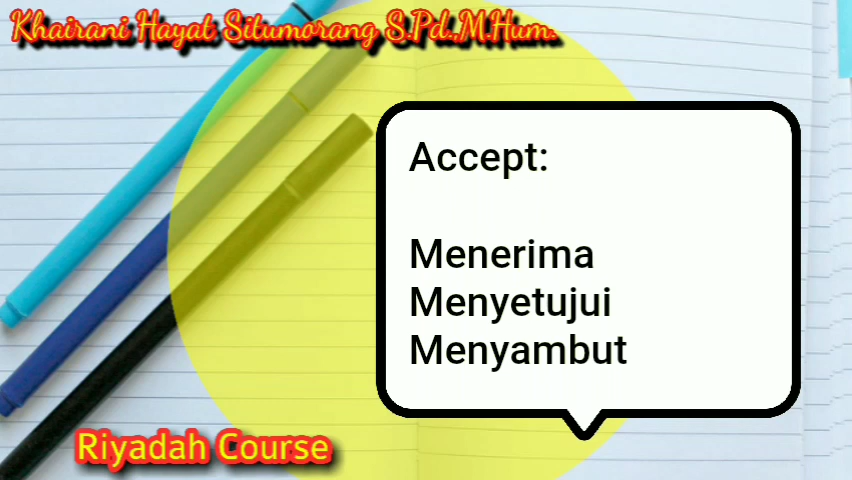 Khairani Hayat Situmorang S.Pd.,M.Hum.
Accept:
Menerima
Menyetujui
Menyambut
Riyadah Course